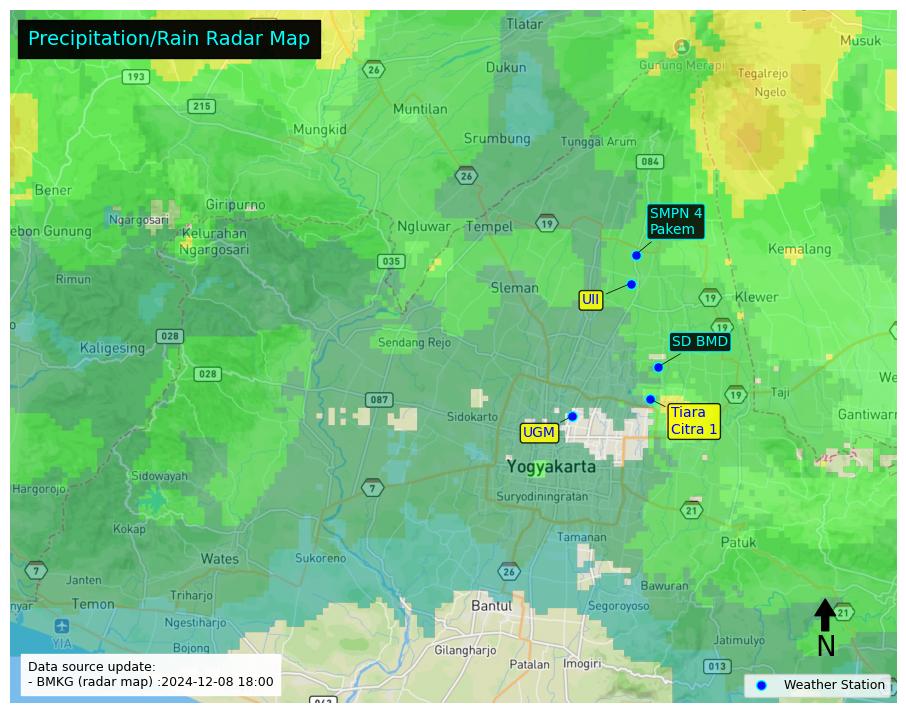 Precipitation/Rain Radar Map
Tlatar
Musuk
26
Gunung Merapi
Dukun
193
Tegalrejo
Ngelo
215
Muntilan
Mungkid
Srumbung
Tunggal Arum
084
26
Bener
Giripurno
SMPN 4
Pakem
Ngargosari
Ngluwar
Tempel
19
ebon Gunung
Kelurahan
Ngargosari
Kemalang
035
Rimun
Sleman
UII
19
Klewer
19
028
Kaligesing
Sendang Rejo
SD BMD
028
We
087
19
Taji
Sidokarto
Tiara
Citra 1
Gantiwarn
UGM
Yogyakarta
Sidowayah
Hargorojo
7
Suryodiningratan
21
Kokap
Tamanan
Patuk
Wates
Sukoreno
7
26
Janten
Bawuran
Triharjo
nyar
Temon
Bantul
Segoroyoso
21
Ngestiharjo
YIA
Jatimulyo
Bojong
Gilangharjo
N
Patalan
Imogiri
013
Data source update:
- BMKG (radar map) :2024-12-08 18:00
Weather Station